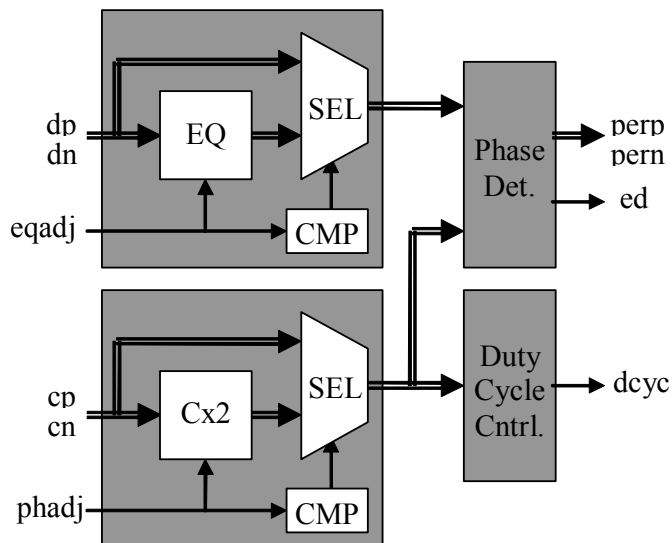 dp
dn
EQ
SEL
eqadj
CMP
Phase
Det.
perp
pern
ed
cp
cn
Cx2
SEL
phadj
CMP
Duty
Cycle
Cntrl.
dcyc